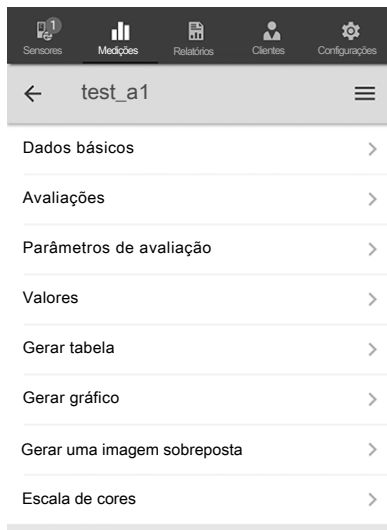 1
Sensores Medições Relatórios Clientes Configurações
test_a1
Dados básicos
Avaliações
Parâmetros de avaliação
Valores
Gerar tabela
Gerar gráfico
Gerar uma imagem sobreposta
Escala de cores